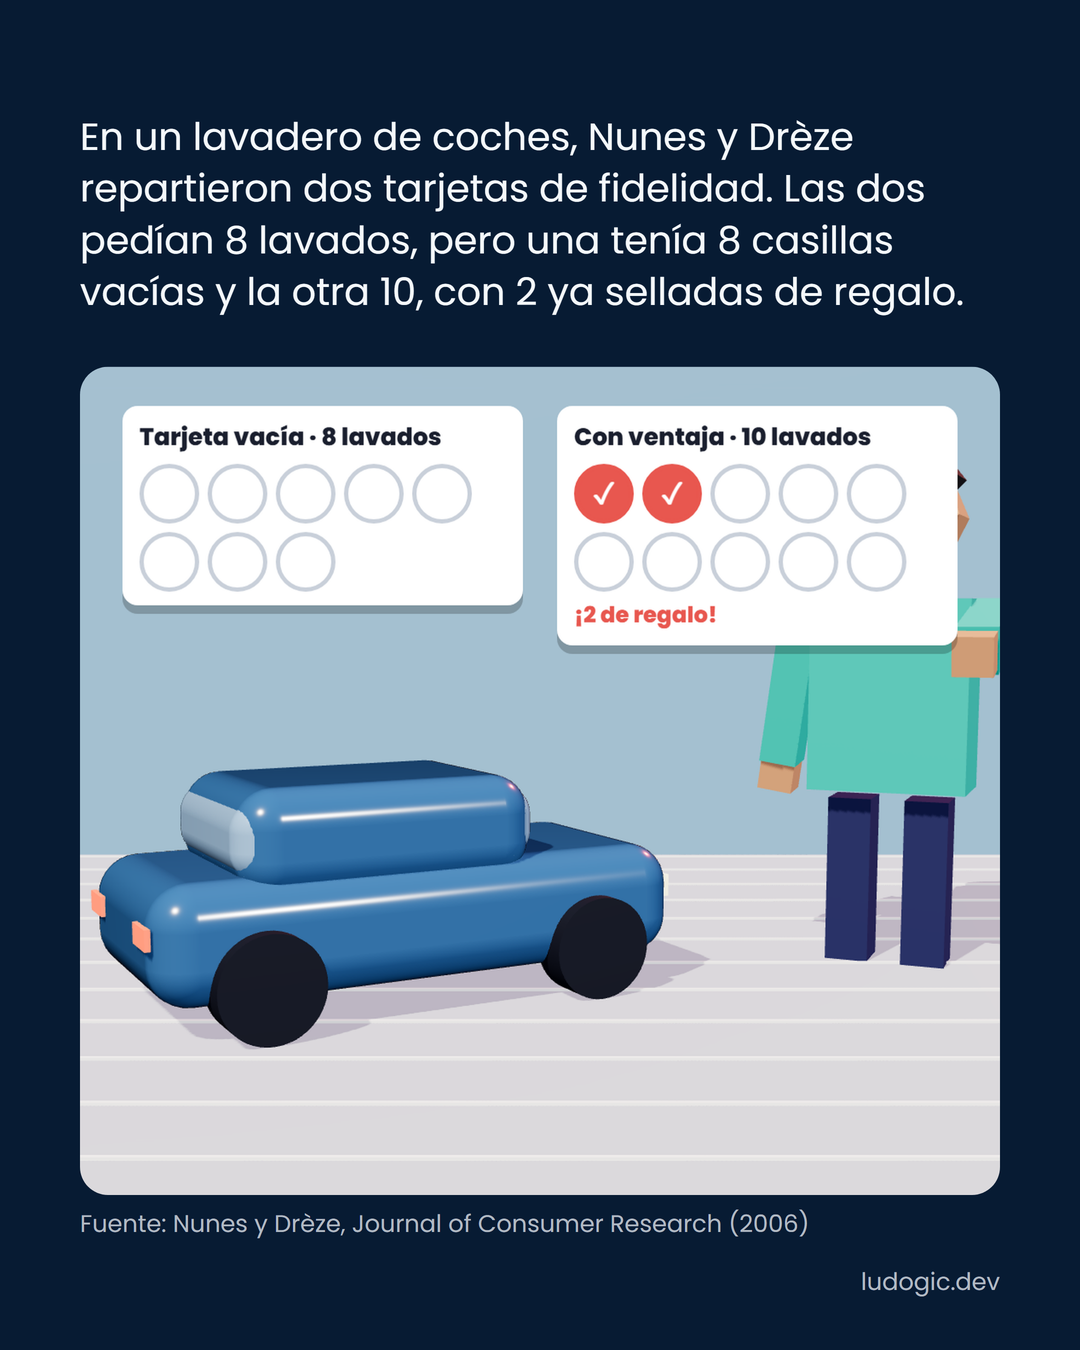 En un lavadero de coches, Nunes y Drèze
repartieron dos tarjetas de fidelidad. Las dos
pedían 8 lavados, pero una tenía 8 casillas
vacías y la otra 10, con 2 ya selladas de regalo.
Tarjeta vacía · 8 lavados
Con ventaja · 10 lavados
¡2 de regalo!
Fuente: Nunes y Drèze, Journal of Consumer Research (2006)
ludogic.dev